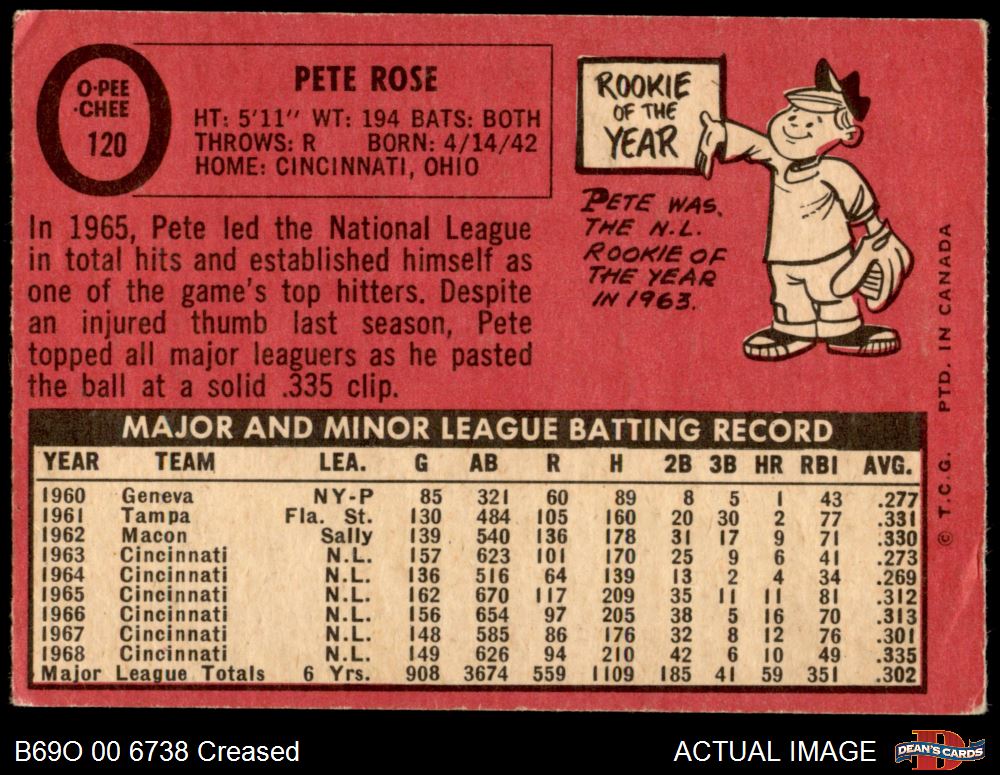 O-PEE
-CHEE
120
PETE ROSE
HT: 5'11" WT: 194 BATS: BOTH
THROWS: R BORN: 4/14/42
HOME: CINCINNATI, OHIO
In 1965, Pete led the National League
in total hits and established himself as
one of the game's top hitters. Despite
an injured thumb last season, Pete
topped all major leaguers as he pasted
the ball at a solid .335 clip.
ROOKIE
OF THE
YEAR
PETE WAS
THE N.L.
ROOKIE OF
THE YEAR
IN 1963.
© T.C.G. PTD. IN CANADA
MAJOR AND MINOR LEAGUE BATTING RECORD
YEAR TEAM LEA. G AB R H 2B 3B HR RBI AVG.
1960 Geneva NY-P 85 321 60 89 8 5 1 43 .277
1961 Tampa Fla. St. 130 484 105 160 20 30 2 77 .331
1962 Macon Sally 139 540 136 178 31 17 9 71 .330
1963 Cincinnati N.L. 157 623 101 170 25 9 6 41 .273
1964 Cincinnati N.L. 136 516 64 139 13 2 4 34 .269
1965 Cincinnati N.L. 162 670 117 209 35 11 11 81 .312
1966 Cincinnati N.L. 156 654 97 205 38 5 16 70 .313
1967 Cincinnati N.L. 148 585 86 176 32 8 12 76 .301
1968 Cincinnati N.L. 149 626 94 210 42 6 10 49 .335
Major League Totals 6 Yrs. 908 3674 559 1109 185 41 59 351 .302
B69O 00 6738 Creased
ACTUAL IMAGE
DEAN'S CARDS